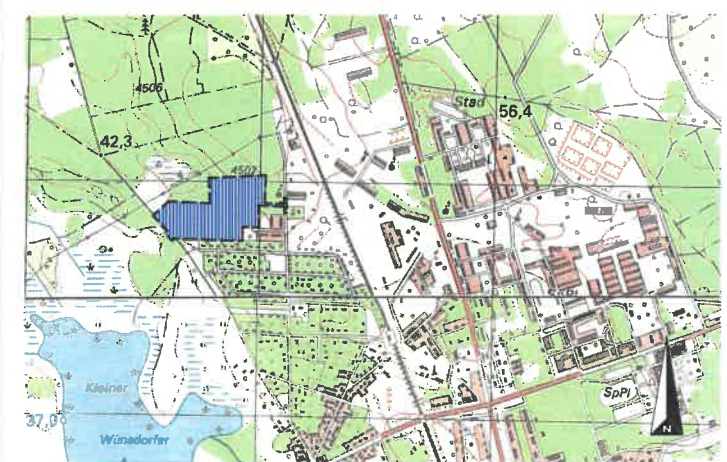 4506
Stad
56,4
42,3
4507
Kleiner
SpPl
37,0
Wünsdorfer
N